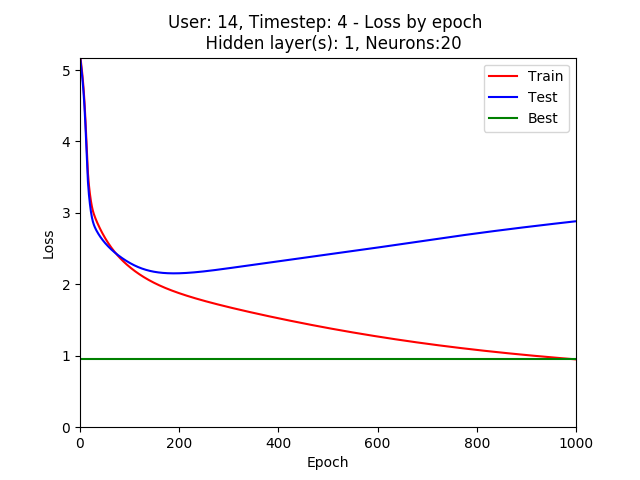 User: 14, Timestep: 4 - Loss by epoch
Hidden layer(s): 1, Neurons:20
Train
Test
Best
Loss
5
4
3
2
1
0
0 200 400 600 800 1000
Epoch